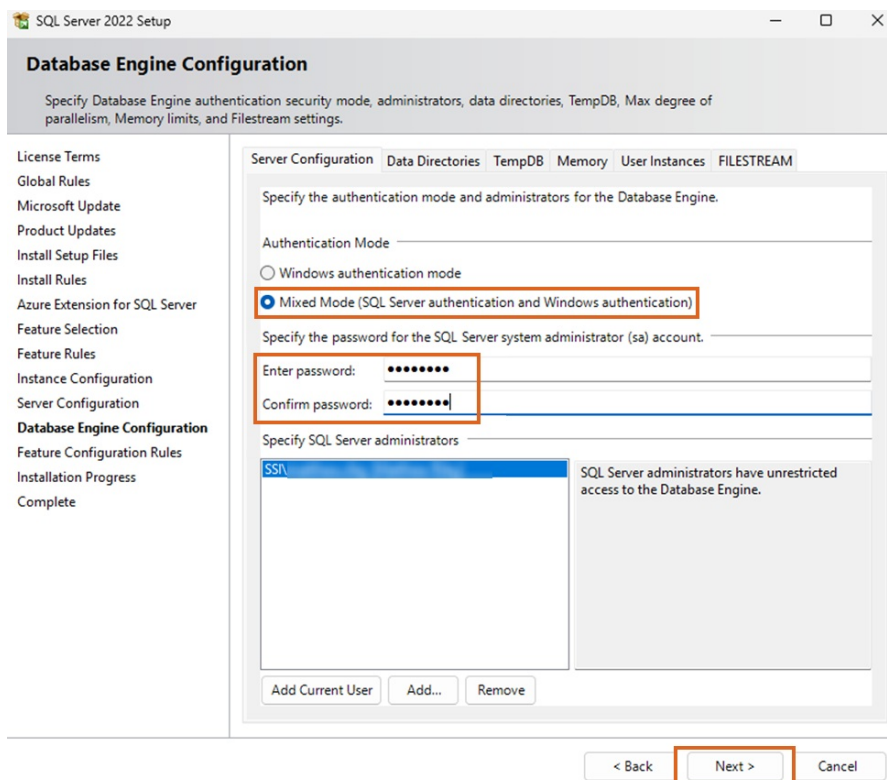 SQL Server 2022 Setup
Database Engine Configuration
Specify Database Engine authentication security mode, administrators, data directories, TempDB, Max degree of
parallelism, Memory limits, and Filestream settings.
License Terms
Global Rules
Microsoft Update
Product Updates
Install Setup Files
Install Rules
Azure Extension for SQL Server
Feature Selection
Feature Rules
Instance Configuration
Server Configuration
Database Engine Configuration
Feature Configuration Rules
Installation Progress
Complete
Server Configuration Data Directories TempDB Memory User Instances FILESTREAM
Specify the authentication mode and administrators for the Database Engine.
Authentication Mode
Windows authentication mode
Mixed Mode (SQL Server authentication and Windows authentication)
Specify the password for the SQL Server system administrator (sa) account.
Enter password: ●●●●●●●●
Confirm password: ●●●●●●●●
Specify SQL Server administrators
SSI\
SQL Server administrators have unrestricted
access to the Database Engine.
Add Current User Add... Remove
< Back Next > Cancel